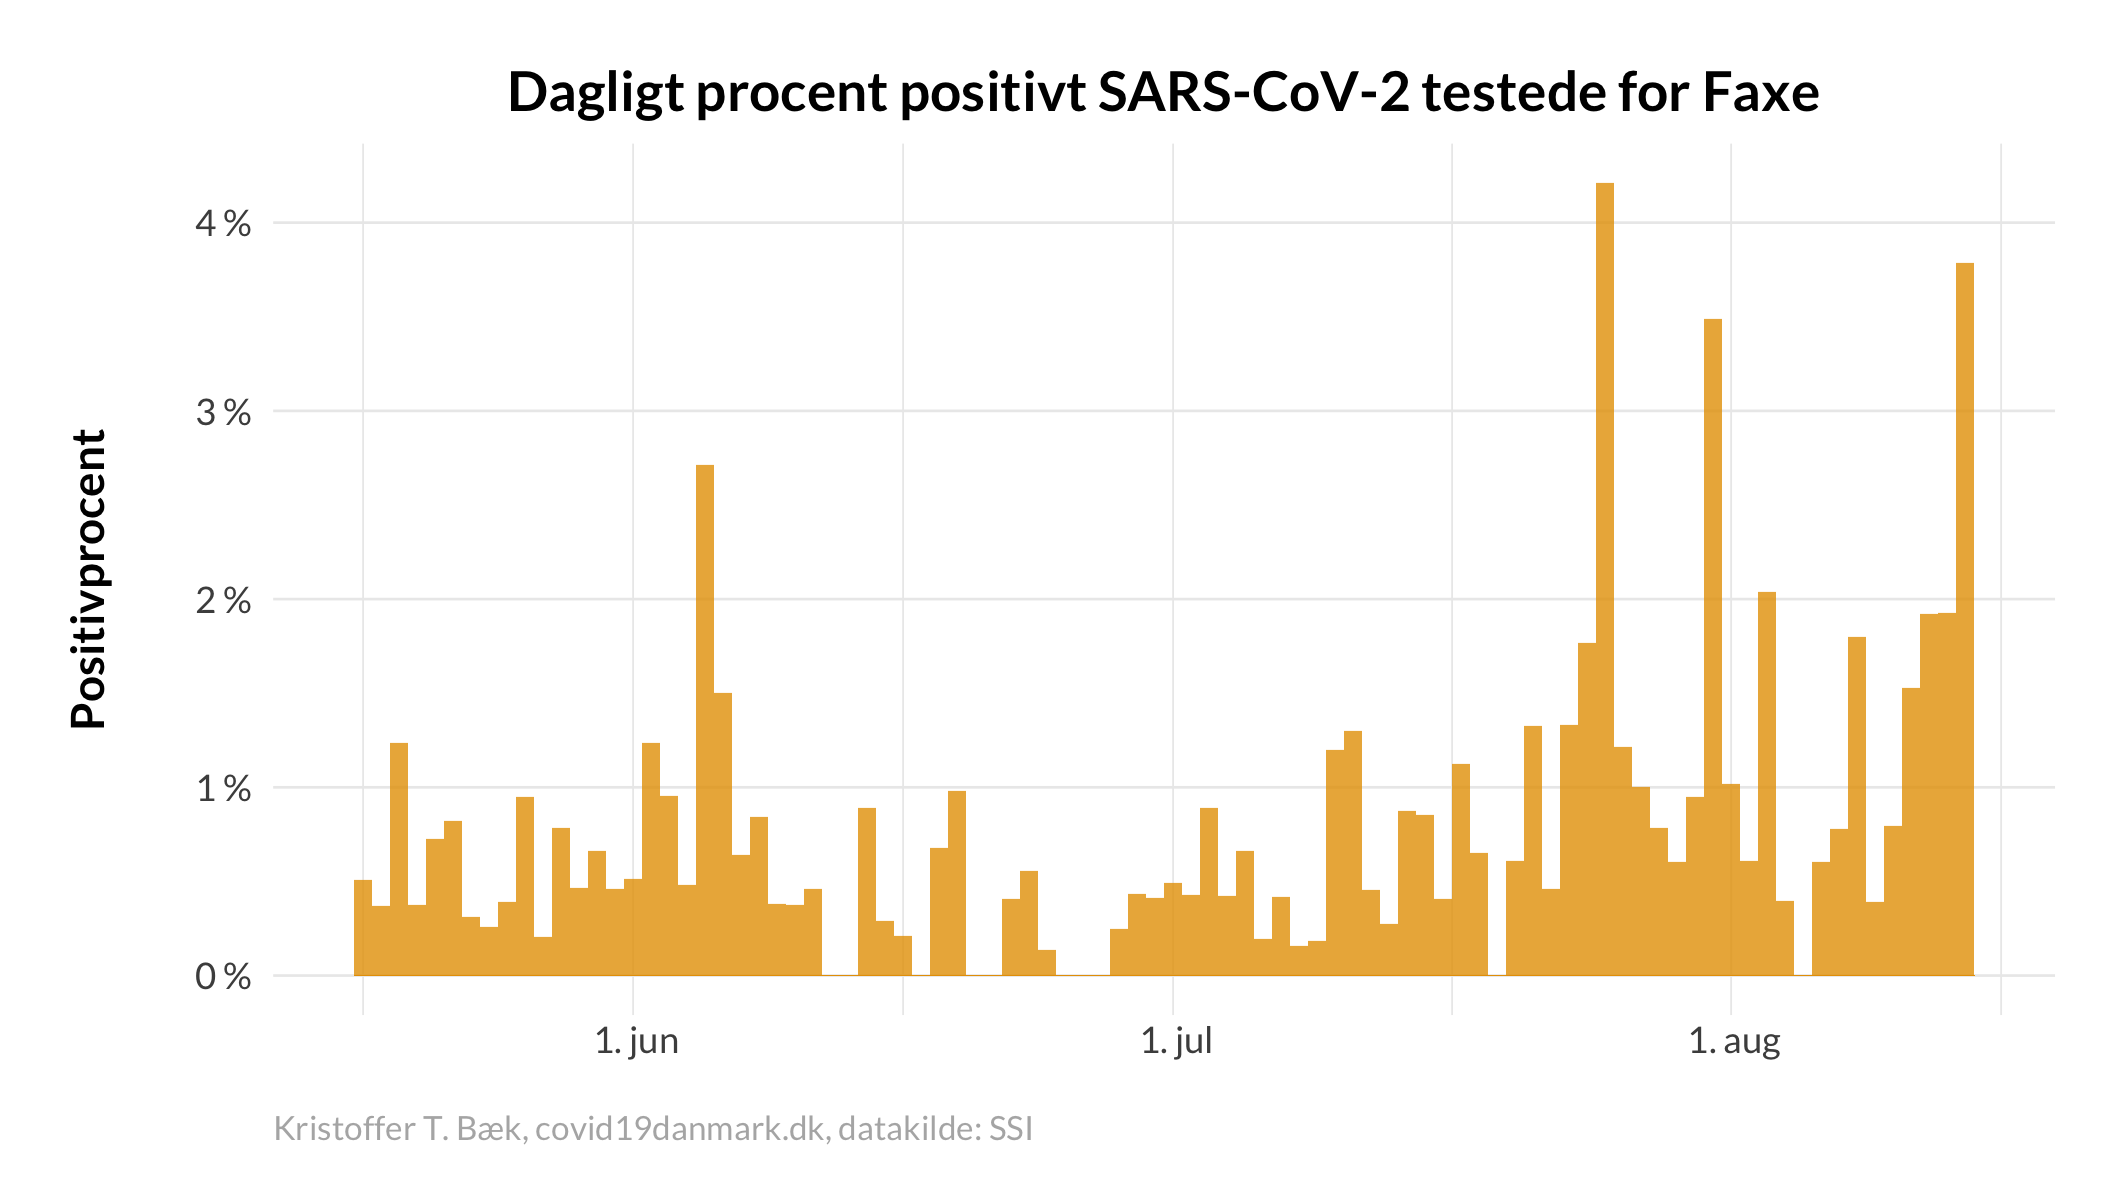 Dagligt procent positivt SARS-CoV-2 testede for Faxe
Positivprocent
4 %
3 %
2 %
1 %
0 %
1. jun
1. jul
1. aug
Kristoffer T. Bæk, covid19danmark.dk, datakilde: SSI